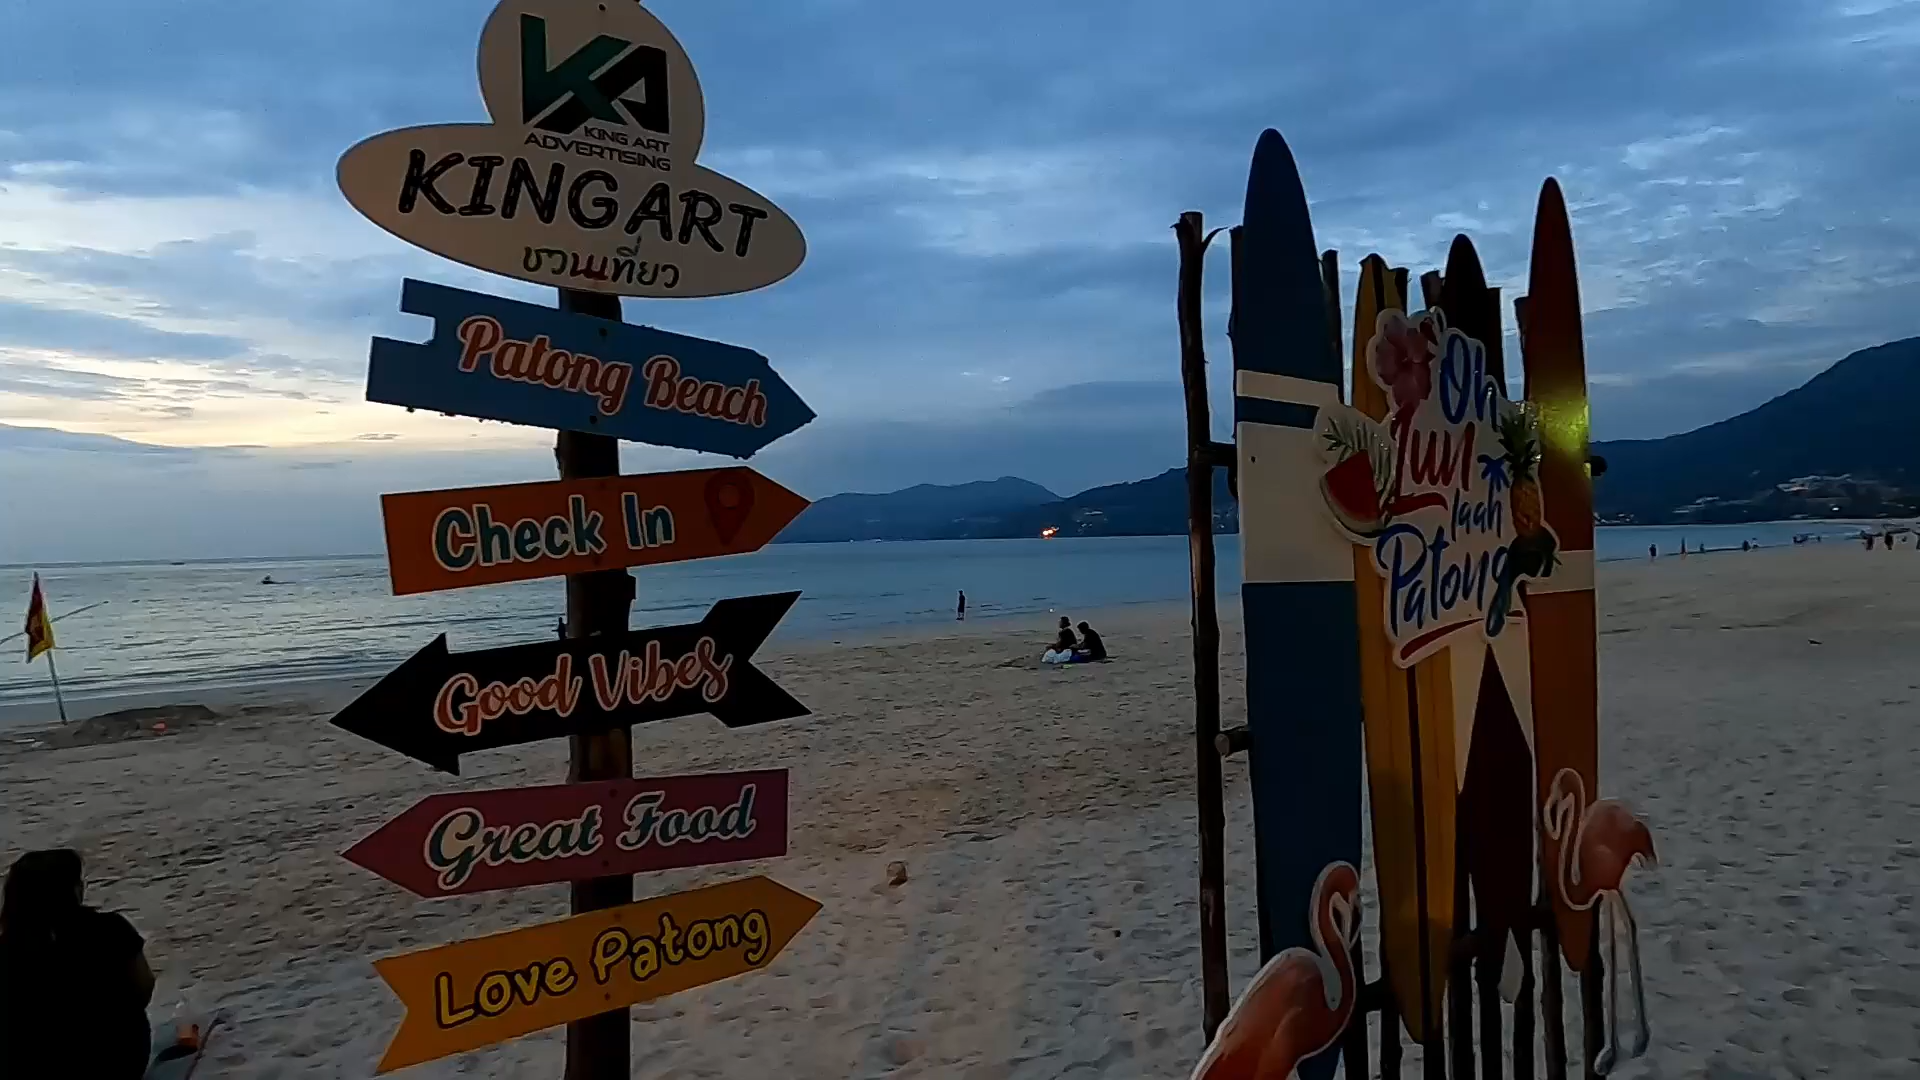 KA
KING ART
ADVERTISING
KINGART
ชวนเที่ยว
Patong Beach
Check In
Good Vibes
Great Food
Love Patong
Oh
Lun
laah
Patong